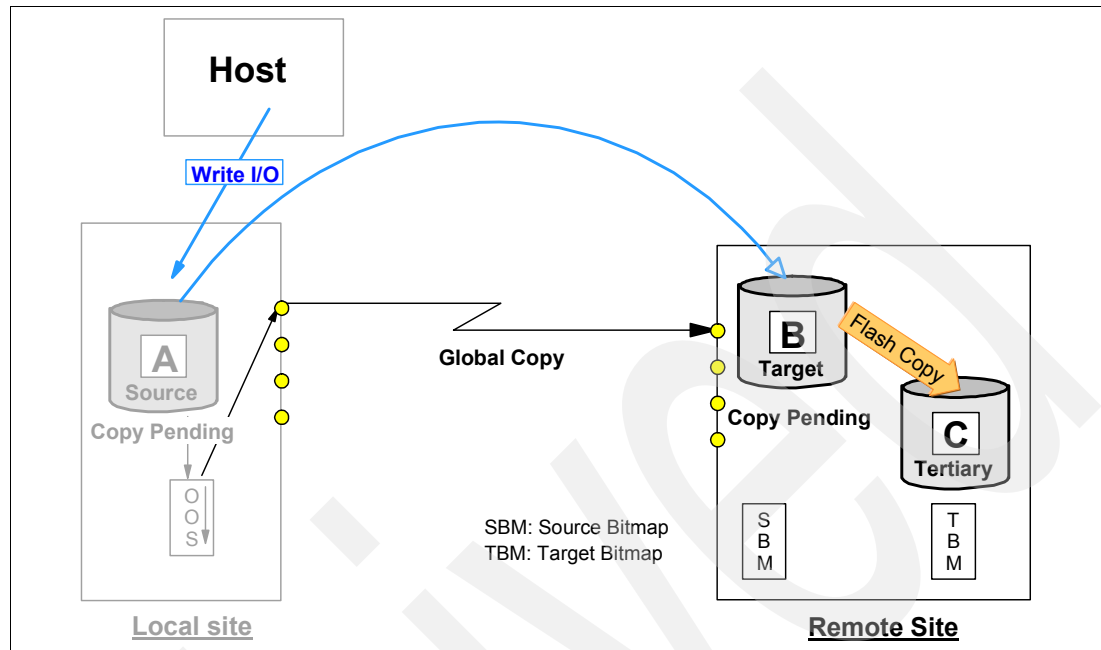 Host
Write I/O
A
Source
Copy Pending
O
O
S
Global Copy
B
Target
Flash Copy
Copy Pending
C
Tertiary
SBM: Source Bitmap
TBM: Target Bitmap
S
B
M
T
B
M
Local site
Remote Site